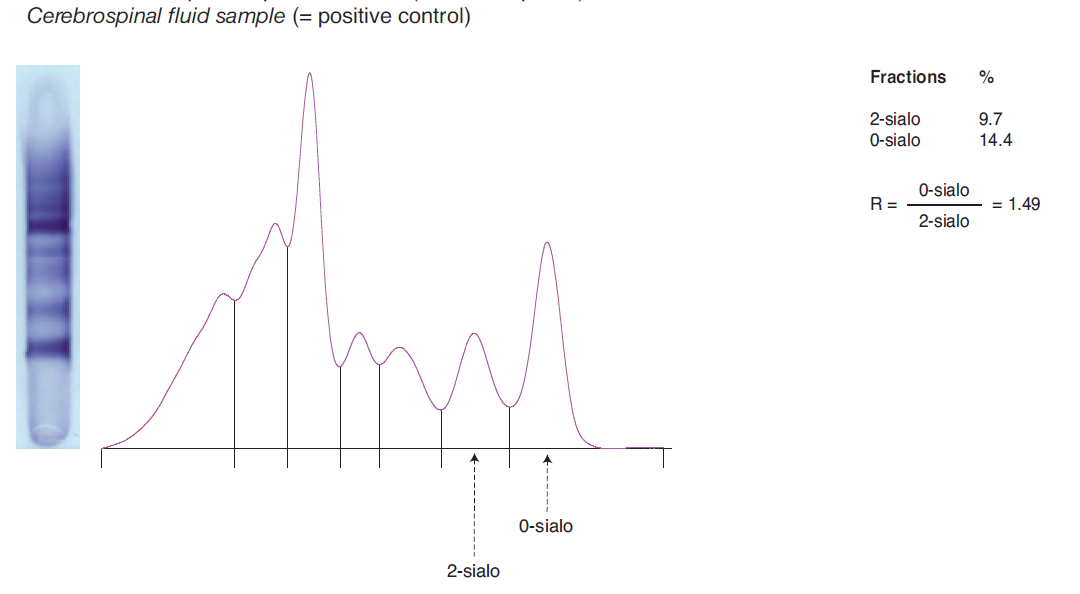 Cerebrospinal fluid sample (= positive control)
Fractions %
2-sialo 9.7
0-sialo 14.4
R = 0-sialo / 2-sialo = 1.49
0-sialo
2-sialo